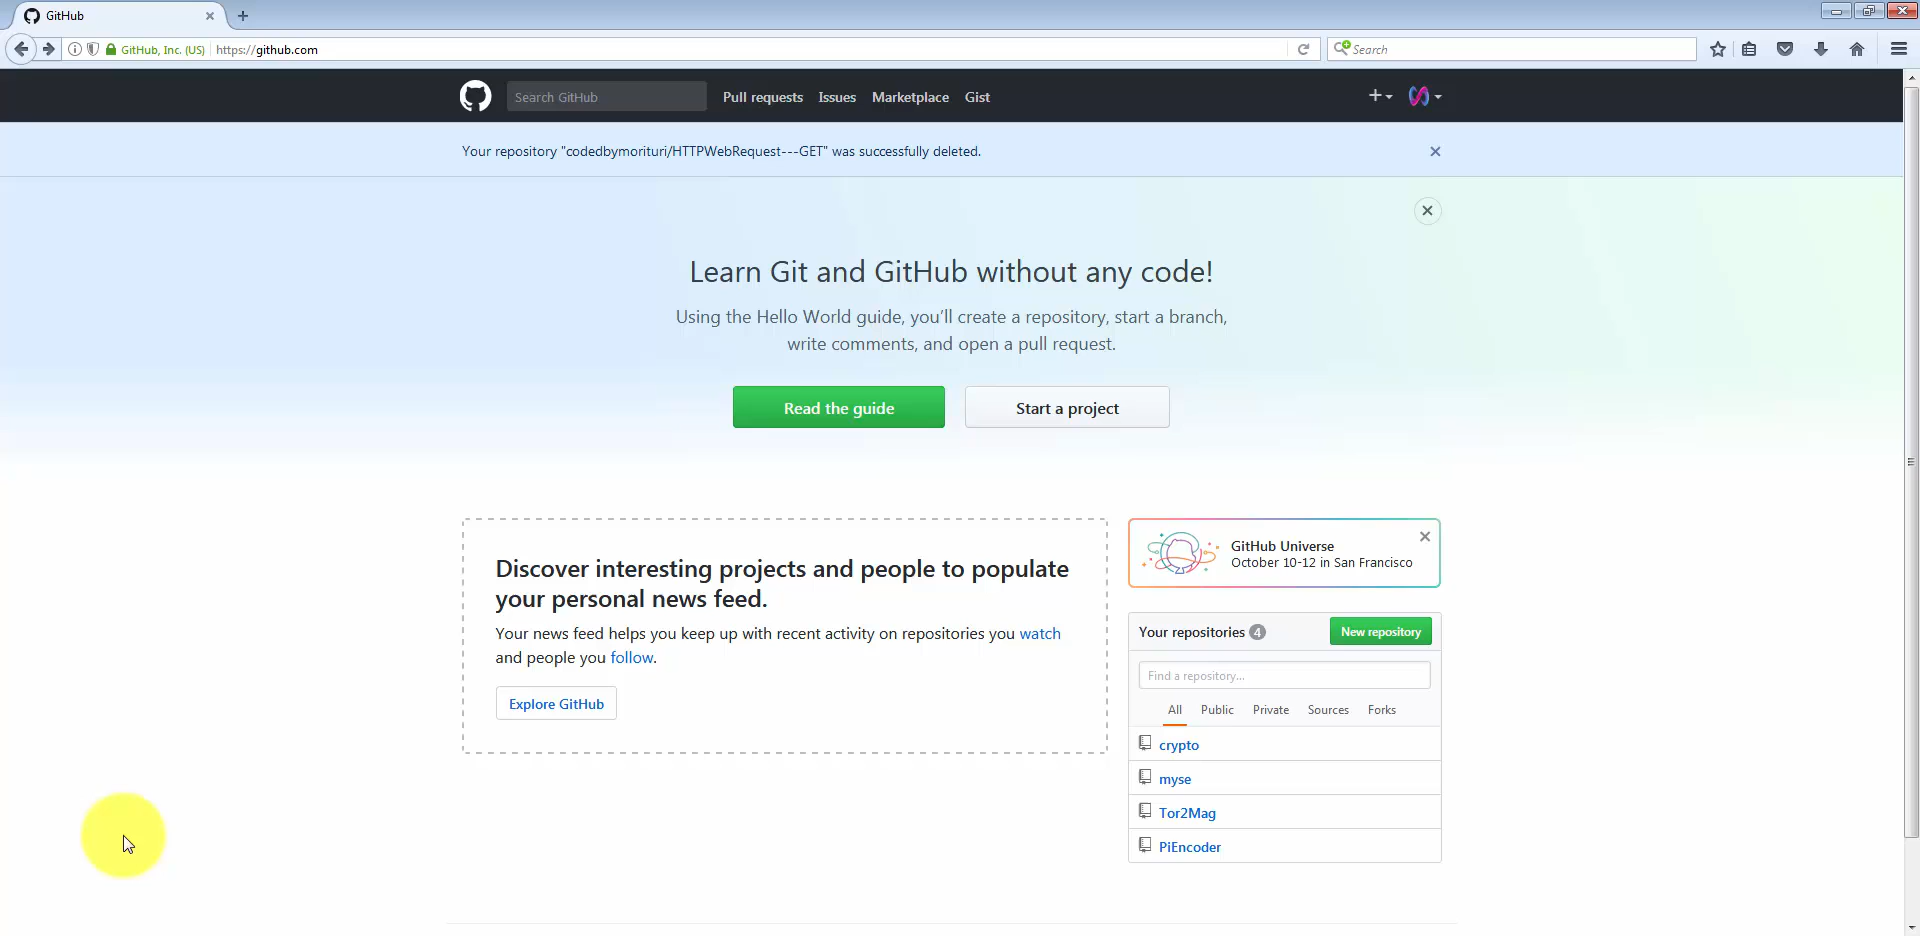 GitHub
GitHub, Inc. (US) https://github.com
Search
Search GitHub Pull requests Issues Marketplace Gist
Your repository "codedbymorituri/HTTPWebRequest---GET" was successfully deleted.
Learn Git and GitHub without any code!
Using the Hello World guide, you’ll create a repository, start a branch,
write comments, and open a pull request.
Read the guide Start a project
Discover interesting projects and people to populate
your personal news feed.
Your news feed helps you keep up with recent activity on repositories you watch
and people you follow.
Explore GitHub
GitHub Universe
October 10-12 in San Francisco
Your repositories 4 New repository
Find a repository...
All Public Private Sources Forks
crypto
myse
Tor2Mag
PiEncoder